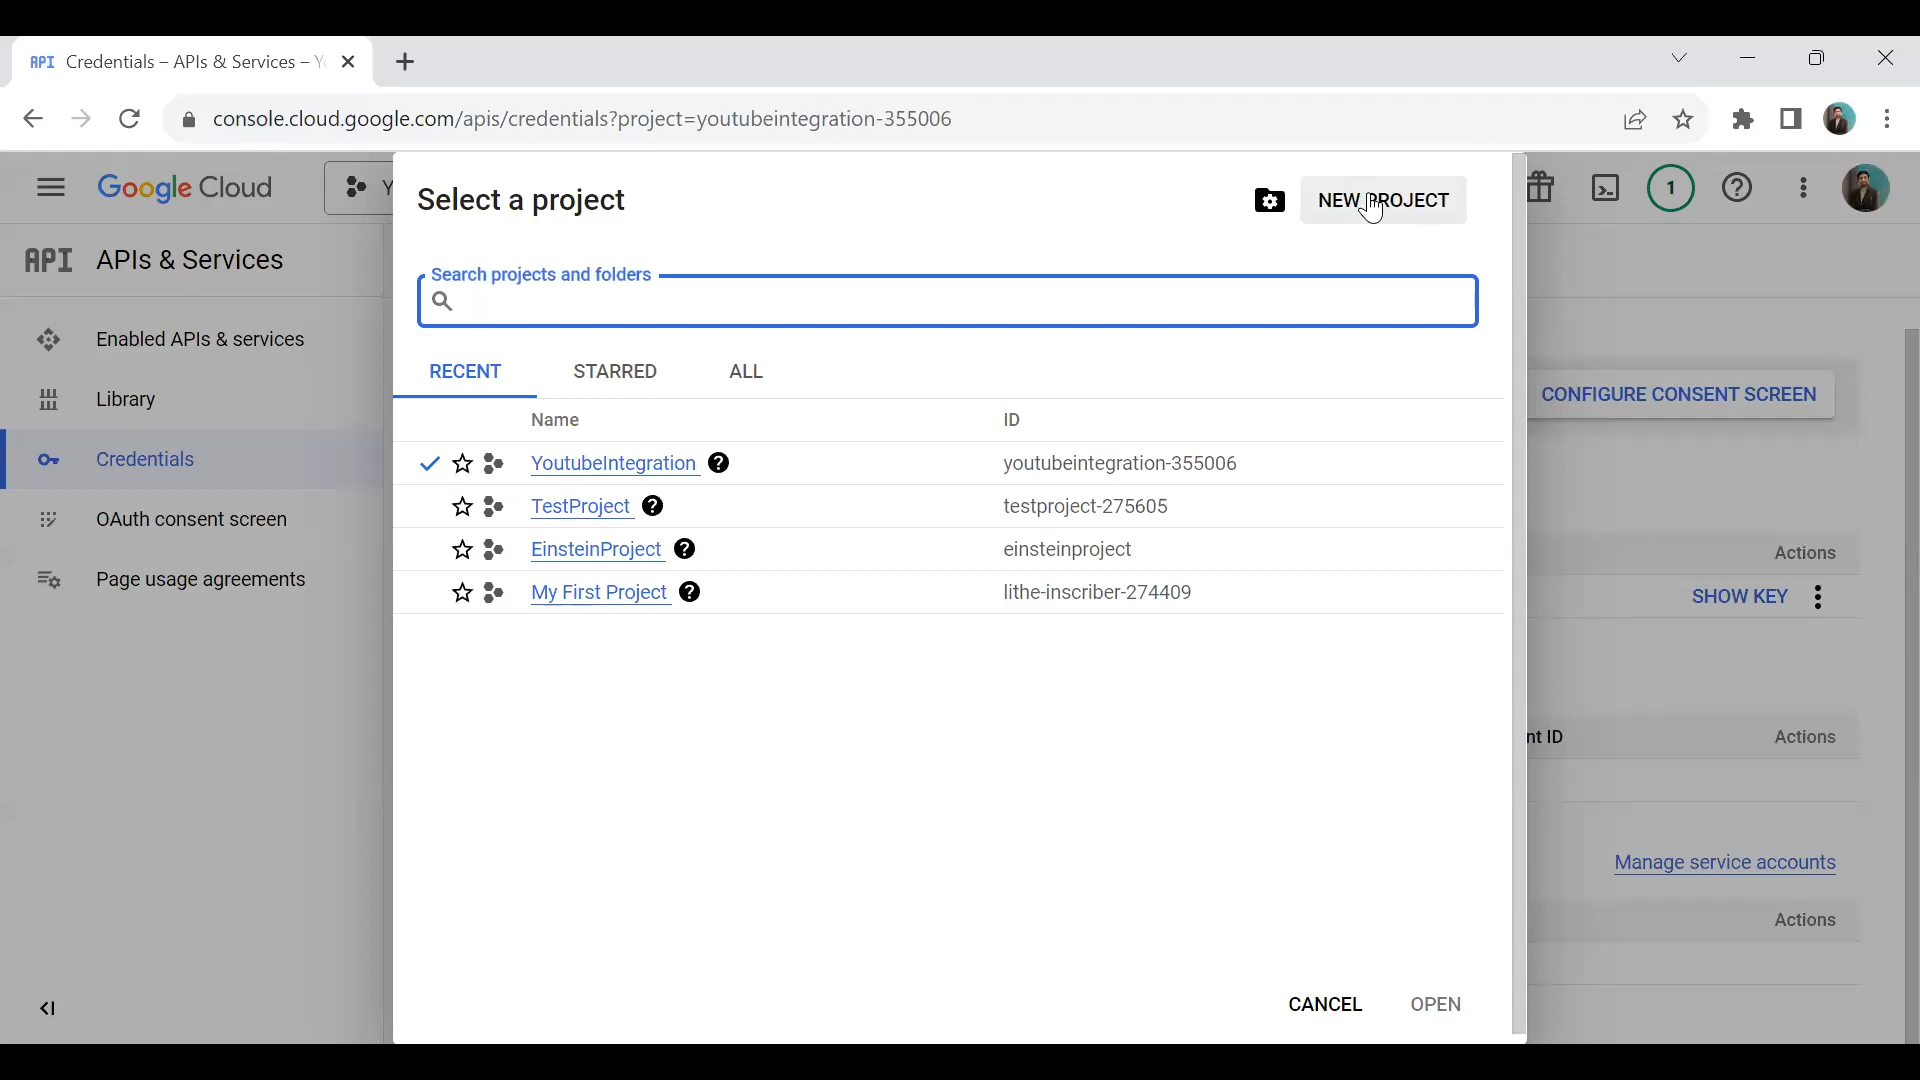 API Credentials – APIs & Services – Yo
console.cloud.google.com/apis/credentials?project=youtubeintegration-355006
Google Cloud
Y
Select a project
NEW PROJECT
1
API APIs & Services
Search projects and folders
Enabled APIs & services
Library
Credentials
OAuth consent screen
Page usage agreements
RECENT STARRED ALL
Name ID
YoutubeIntegration youtubeintegration-355006
TestProject testproject-275605
EinsteinProject einsteinproject
My First Project lithe-inscriber-274409
CANCEL OPEN
CONFIGURE CONSENT SCREEN
Actions
SHOW KEY
nt ID Actions
Manage service accounts
Actions